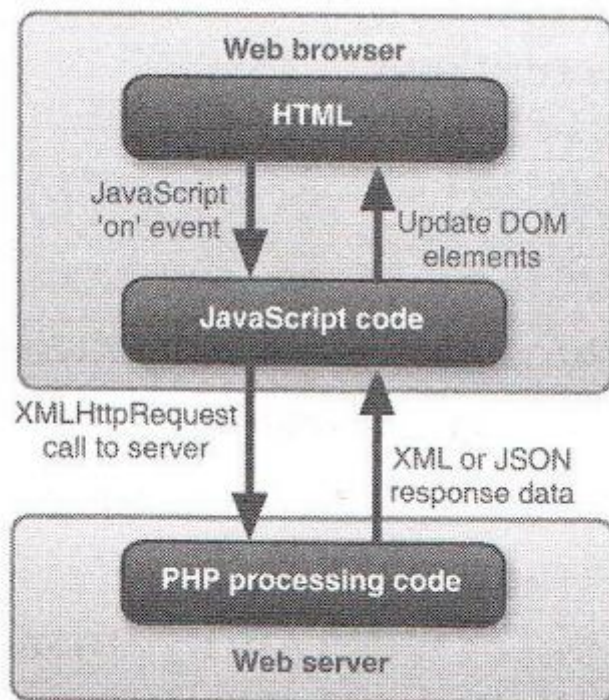 Web browser
HTML
JavaScript
'on' event
Update DOM
elements
JavaScript code
XMLHttpRequest
call to server
XML or JSON
response data
PHP processing code
Web server